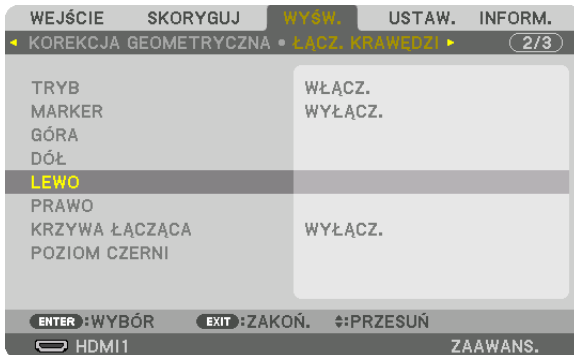 WEJŚCIE SKORYGUJ WYŚW. USTAW. INFORM.
KOREKCJA GEOMETRYCZNA • ŁĄCZ. KRAWĘDZI 2/3
TRYB WŁĄCZ.
MARKER WYŁĄCZ.
GÓRA
DÓŁ
LEWO
PRAWO
KRZYWA ŁĄCZĄCA WYŁĄCZ.
POZIOM CZERNI
ENTER :WYBÓR EXIT :ZAKOŃ. :PRZESUŃ
HDMI1 ZAAWANS.